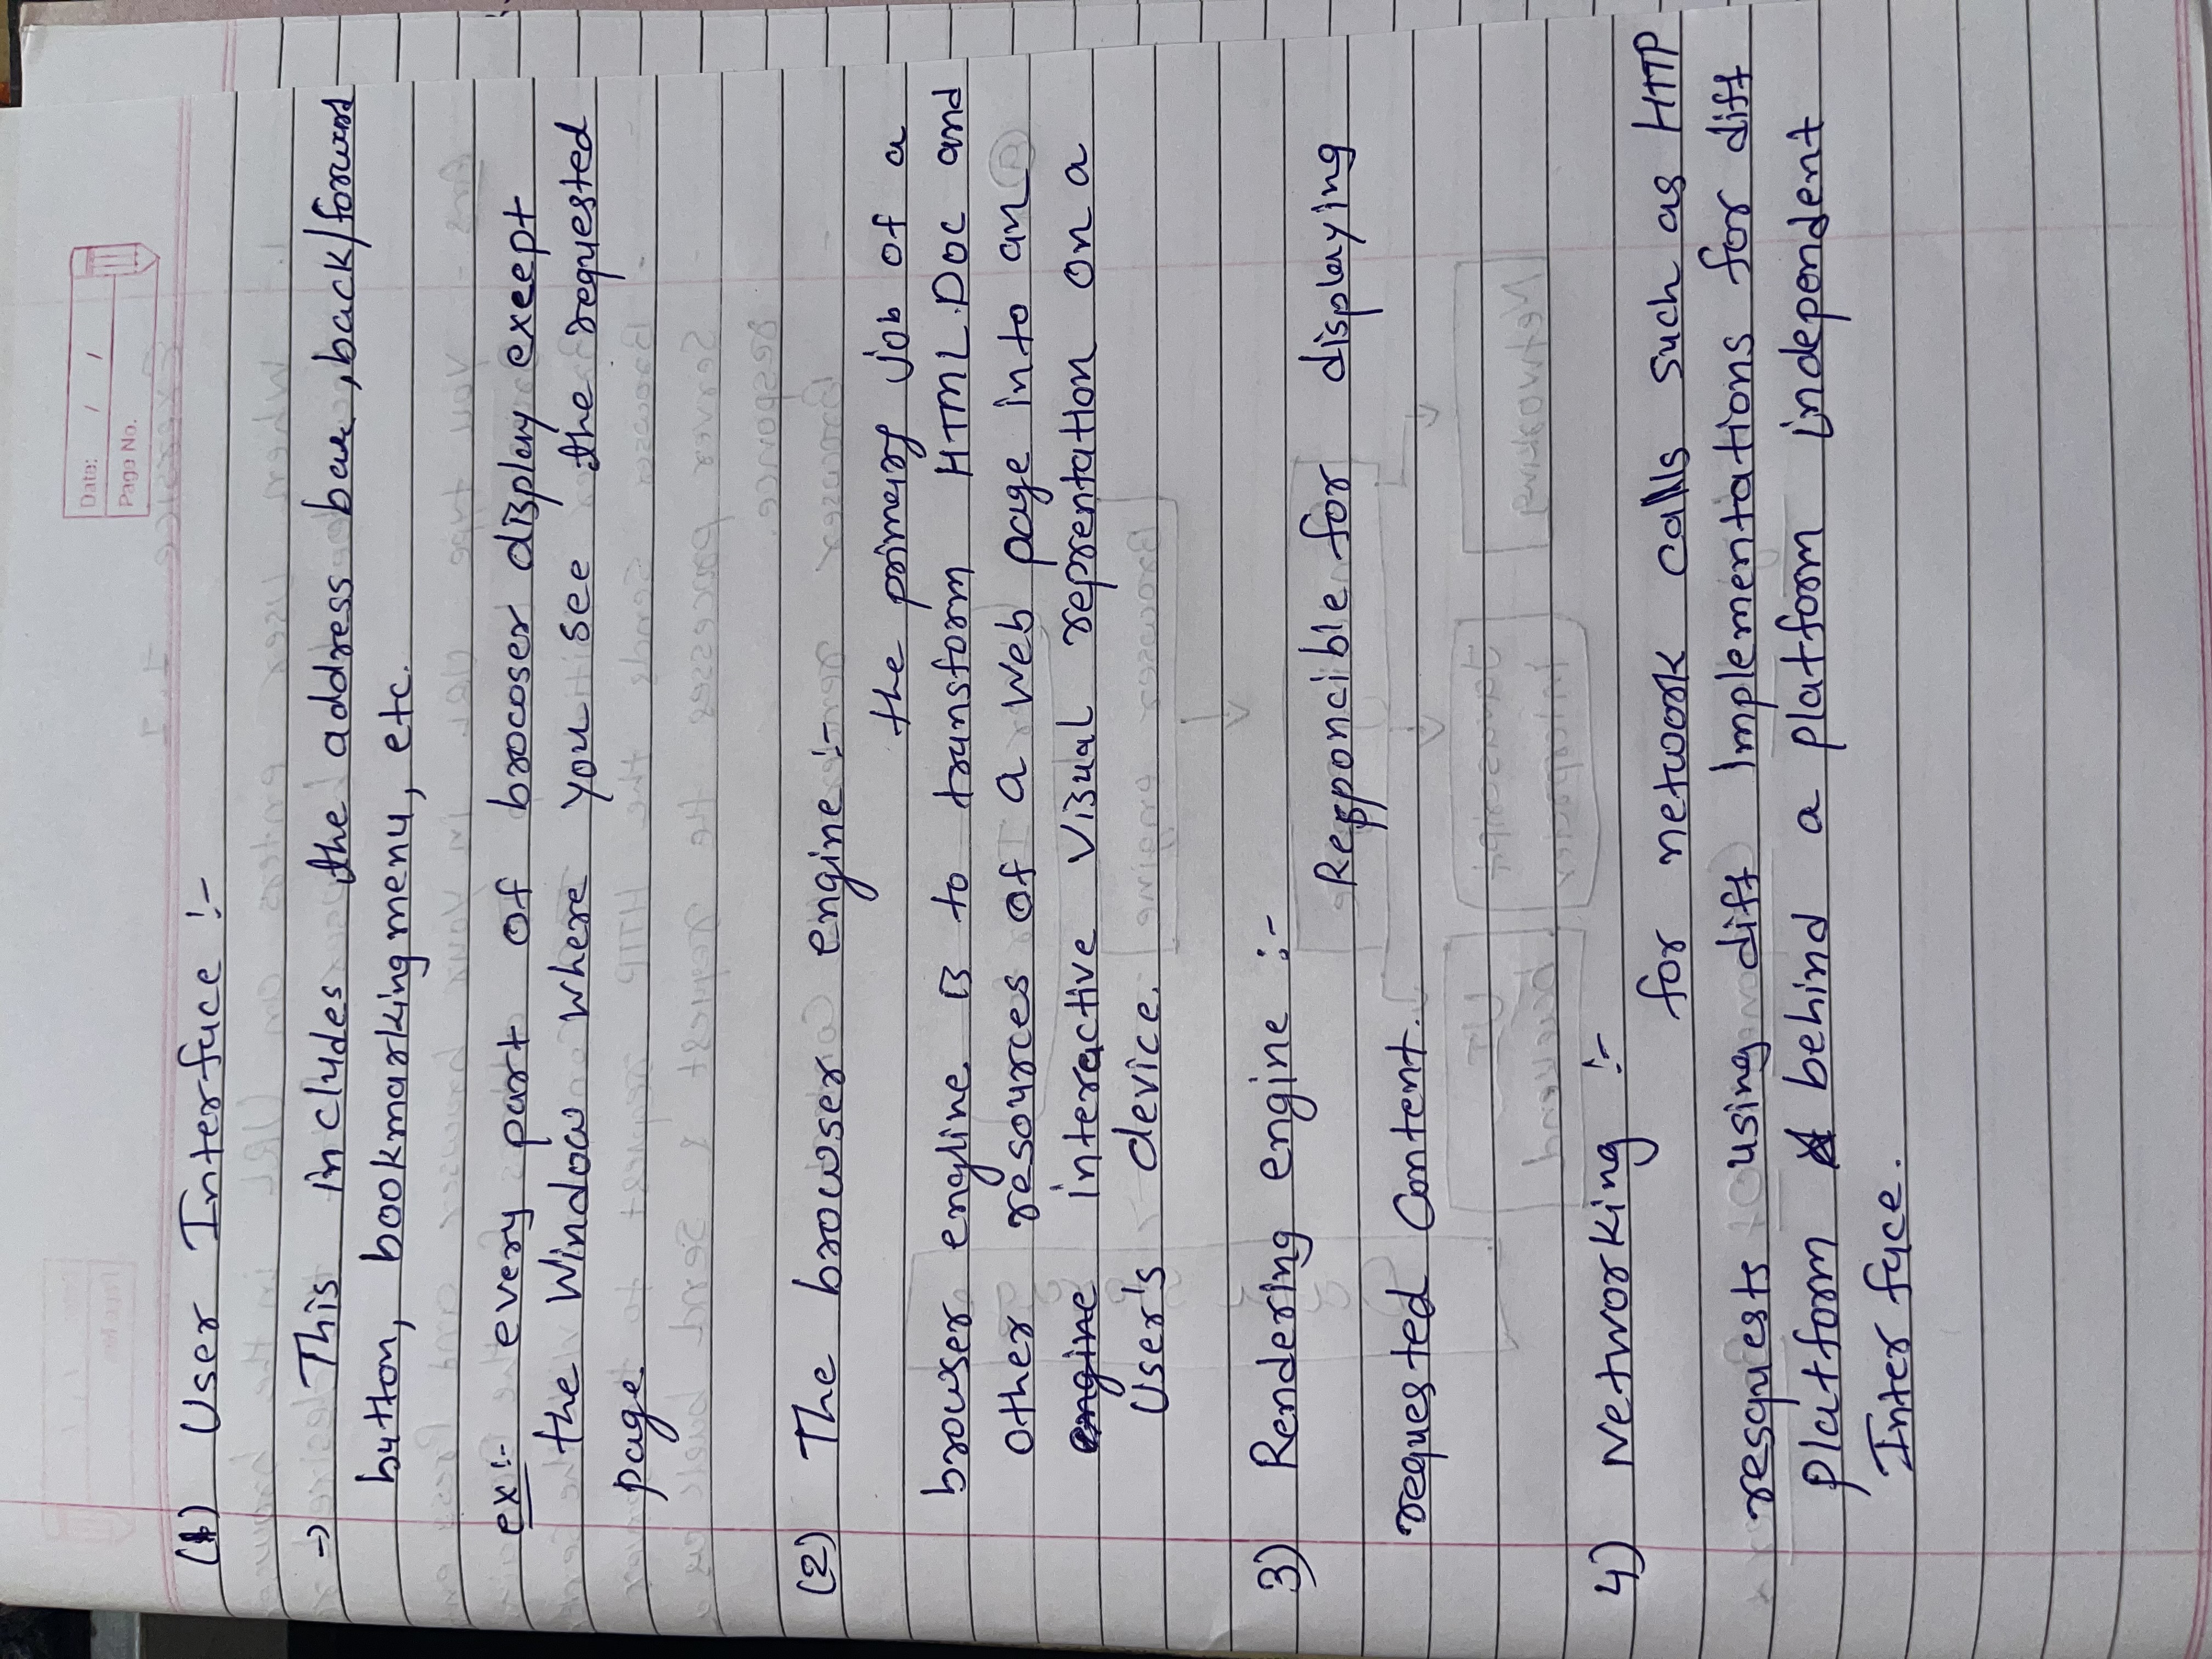 Date: / /
Page No.
(1) User Interface :-
→ This includes the address bar, back/forward
button, bookmarking menu, etc.
ex :- every part of brocoser display except
the Window where you see the requested
page
(2) The browser engine :-
the primary job of a
browser engline is to transform HTML.DOC and
other resources of a Web page into an
engine interactive Visual reprentation on a
User's device.
3) Rendering engine :-
Responcible for displaying
requested Content.
4) Networking :-
for network calls such as HTTP
resquests using diff Implementations for diff
platform behind a platform independent
Interface.